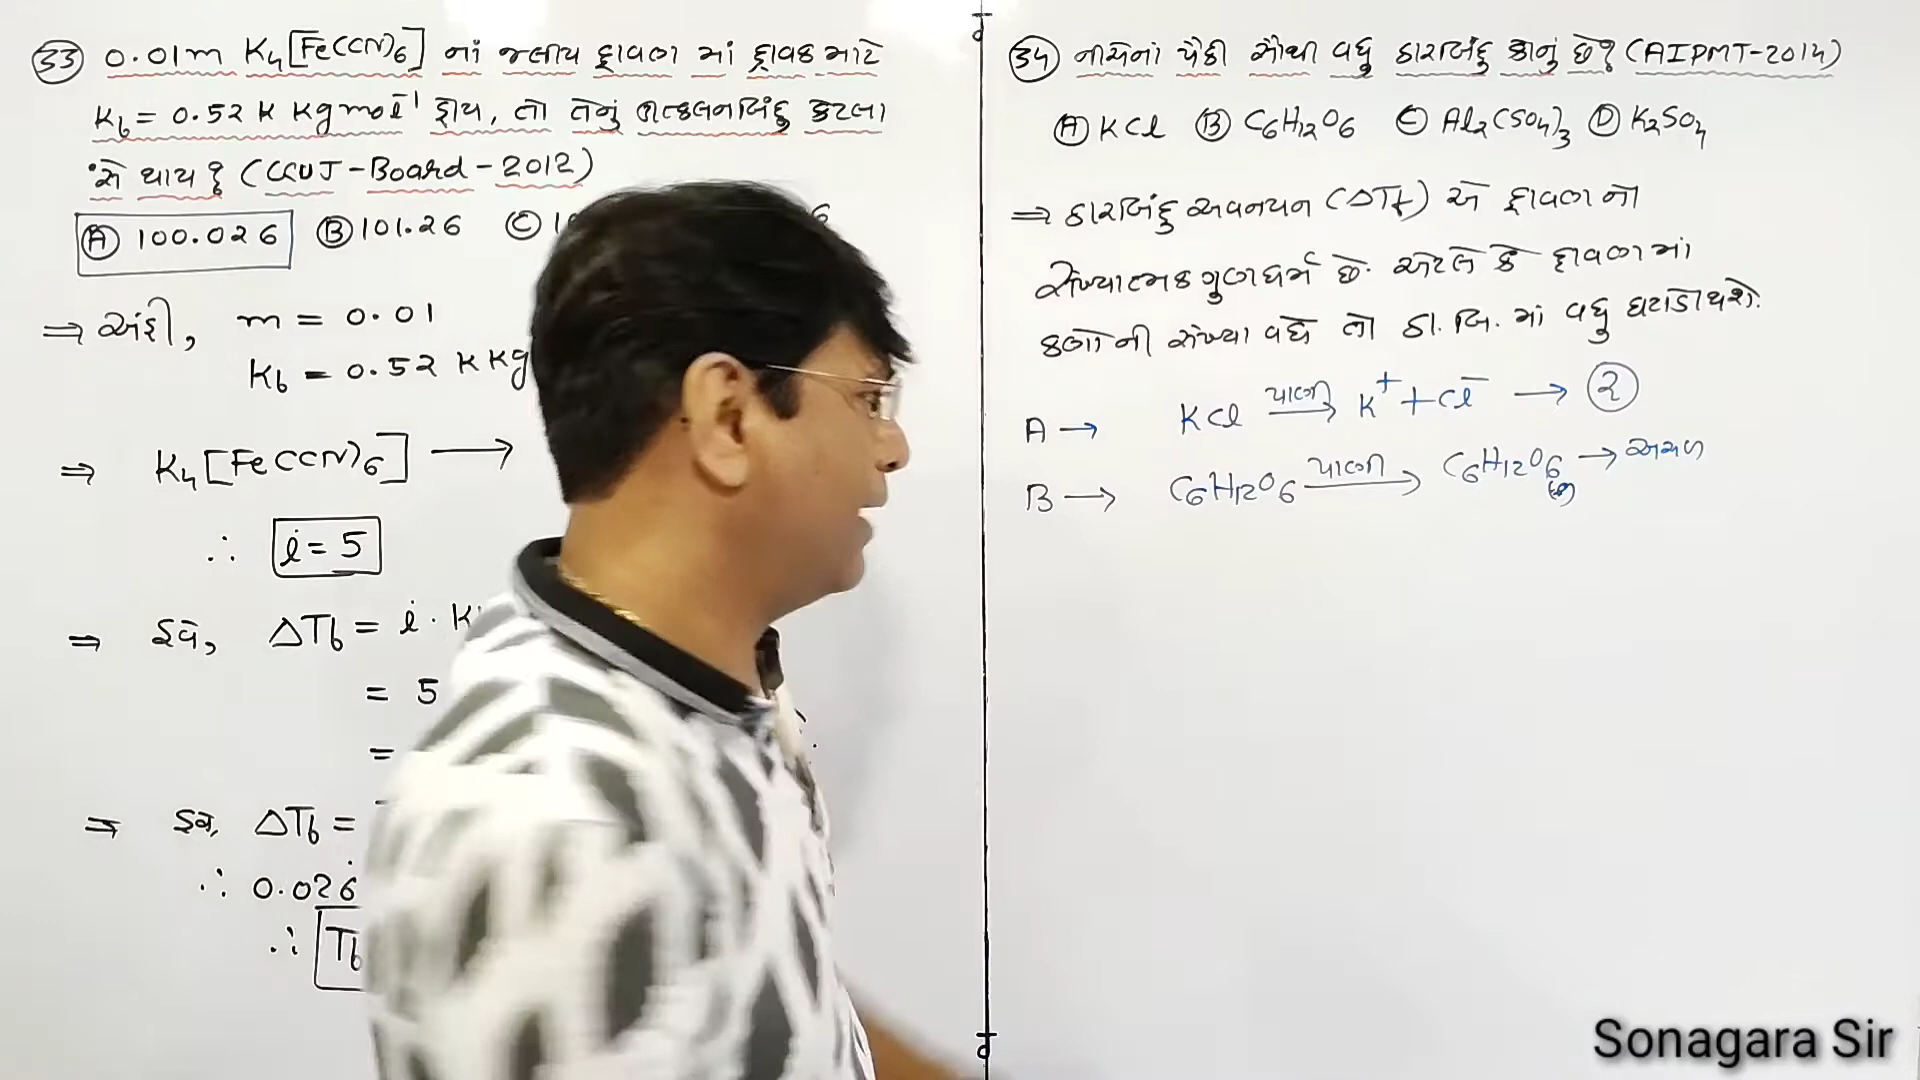 33 0.01m K4[Fe(CN)6] નાં જલીય દ્રાવણ માં દ્રાવક માટે
Kb = 0.52 K Kg mol-1 હોય, તો તેનું ઉત્કલનબિંદુ કેટલા
°સે થાય? (GUJ-Board-2012)
A 100.026 B 101.26 C 10 6
⇒ અહીં, m = 0.01
Kb = 0.52 K Kg
⇒ K4[Fe(CN)6] ⟶
∴ i = 5
⇒ હવે, ΔTb = i · K
= 5
=
⇒ હવે, ΔTb =
∴ 0.026
∴ Tb
34 નીચેનાં પૈકી સૌથી વધુ ઠારબિંદુ કોનું છે? (AIPMT-2014)
A KCl B C6H12O6 C Al2(SO4)3 D K2SO4
⇒ ઠારબિંદુ અવનયન (ΔTf) એ દ્રાવણ નો
સંખ્યાત્મક ગુણધર્મ છે. એટલે કે દ્રાવણ માં
કણો ની સંખ્યા વધે તો ઠા. બિં. માં વધુ ઘટાડો થશે.
A → KCl પાણી⟶ K+ + Cl- ⟶ 2
B → C6H12O6 પાણી⟶ C6H12O6 →
Sonagara Sir